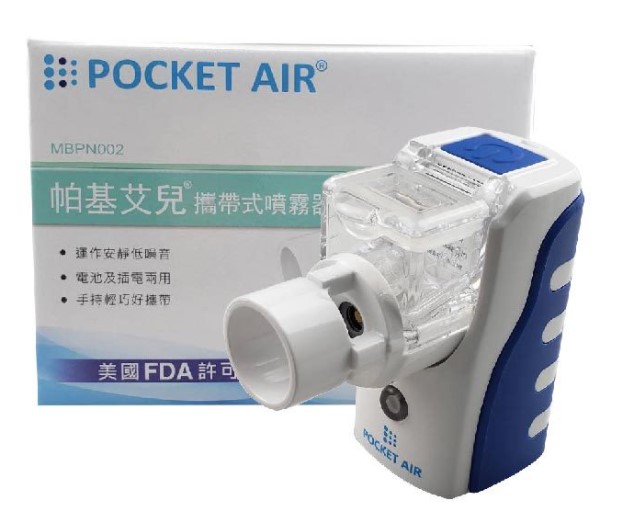 POCKET AIR®
MBPN002
帕基艾兒®攜帶式噴霧器
• 運作安靜低噪音
• 電池及插電兩用
• 手持輕巧好攜帶
美國FDA許可
POCKET AIR